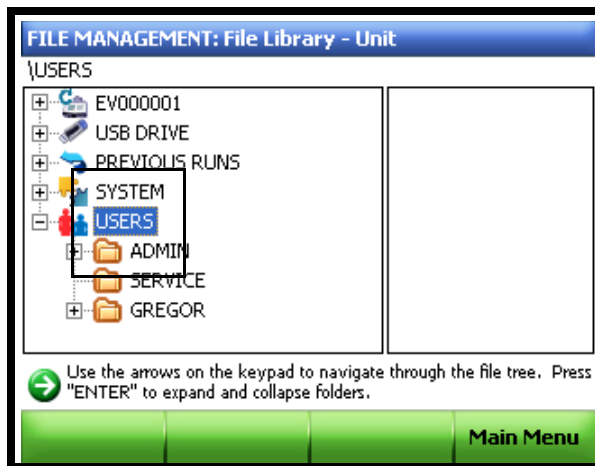 FILE MANAGEMENT: File Library - Unit
\USERS
EV000001
USB DRIVE
PREVIOUS RUNS
SYSTEM
USERS
ADMIN
SERVICE
GREGOR
Use the arrows on the keypad to navigate through the file tree. Press
"ENTER" to expand and collapse folders.
Main Menu